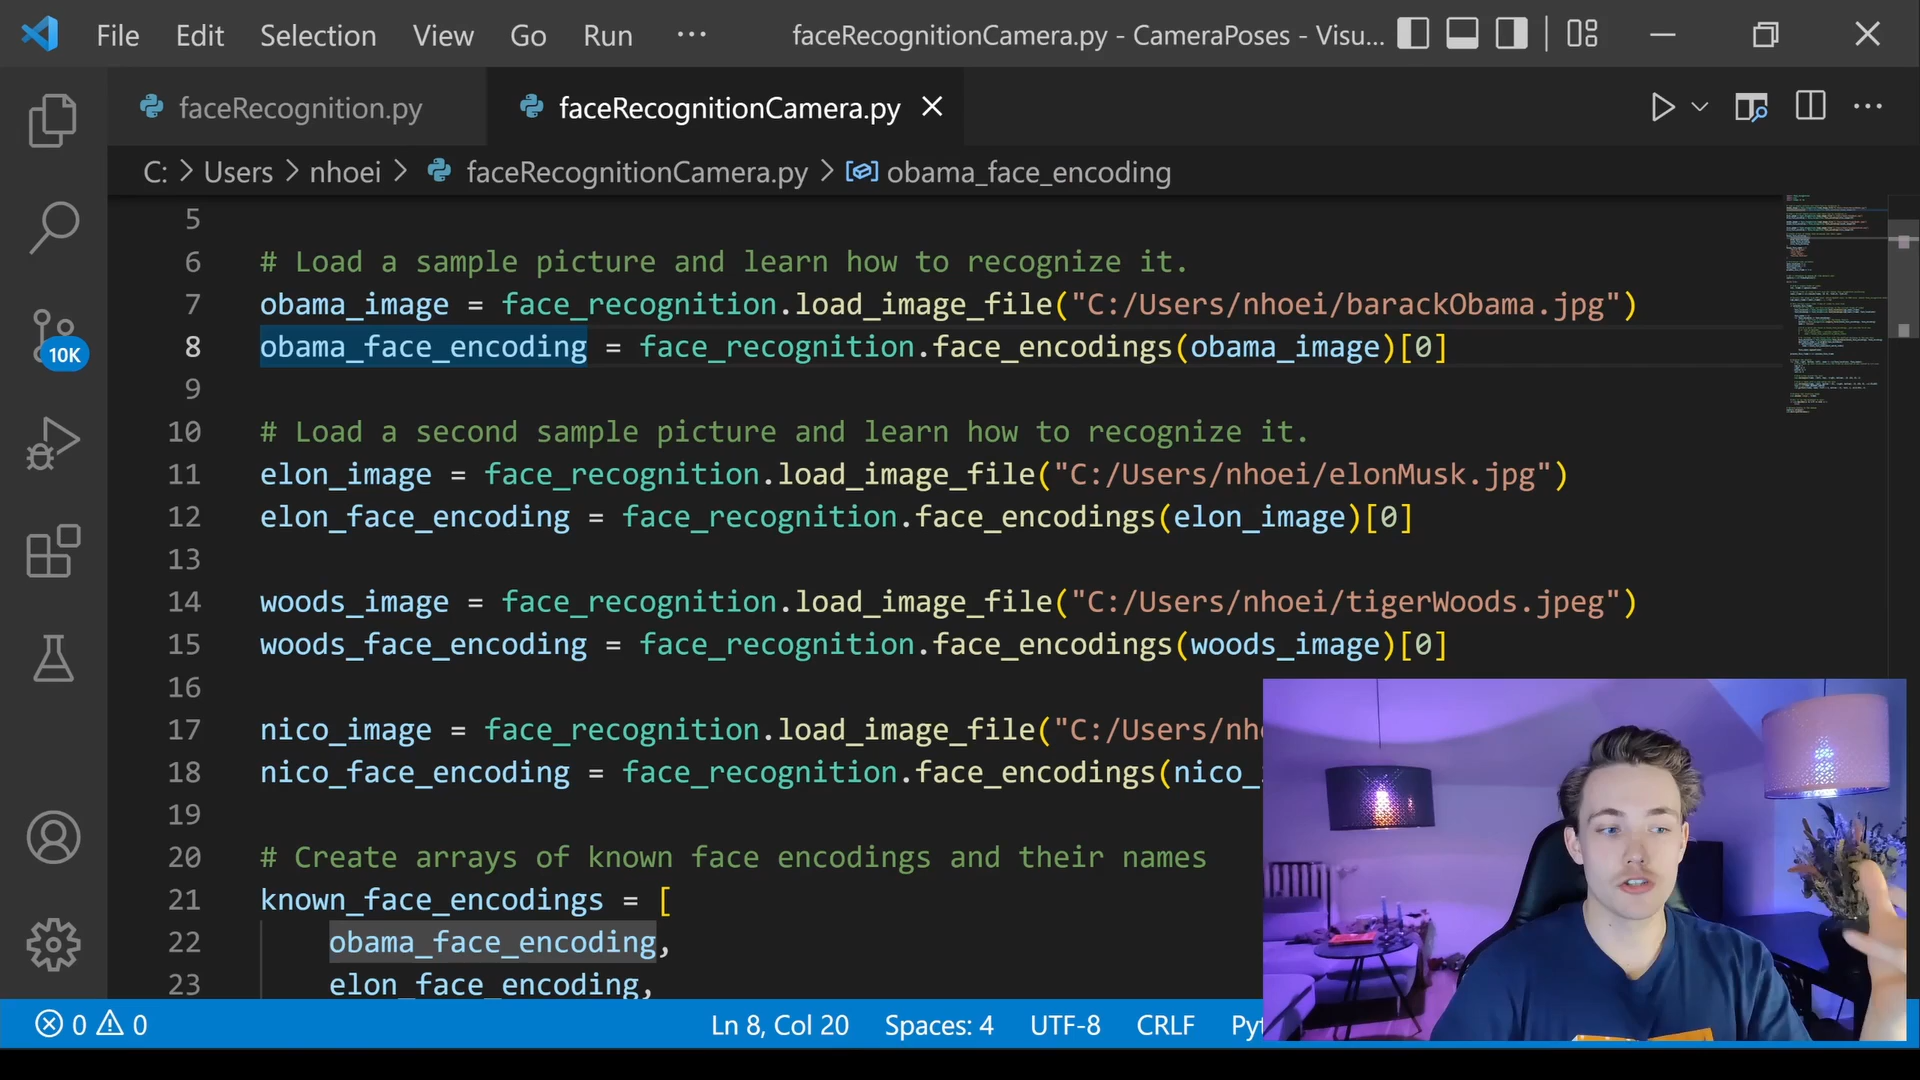 File Edit Selection View Go Run ··· faceRecognitionCamera.py - CameraPoses - Visu...
faceRecognition.py faceRecognitionCamera.py
C: > Users > nhoei > faceRecognitionCamera.py > obama_face_encoding
5
6 # Load a sample picture and learn how to recognize it.
7 obama_image = face_recognition.load_image_file("C:/Users/nhoei/barackObama.jpg")
8 obama_face_encoding = face_recognition.face_encodings(obama_image)[0]
9
10 # Load a second sample picture and learn how to recognize it.
11 elon_image = face_recognition.load_image_file("C:/Users/nhoei/elonMusk.jpg")
12 elon_face_encoding = face_recognition.face_encodings(elon_image)[0]
13
14 woods_image = face_recognition.load_image_file("C:/Users/nhoei/tigerWoods.jpeg")
15 woods_face_encoding = face_recognition.face_encodings(woods_image)[0]
16
17 nico_image = face_recognition.load_image_file("C:/Users/nh
18 nico_face_encoding = face_recognition.face_encodings(nico_
19
20 # Create arrays of known face encodings and their names
21 known_face_encodings = [
22 obama_face_encoding,
23 elon_face_encoding,
10K
0 0 Ln 8, Col 20 Spaces: 4 UTF-8 CRLF Py